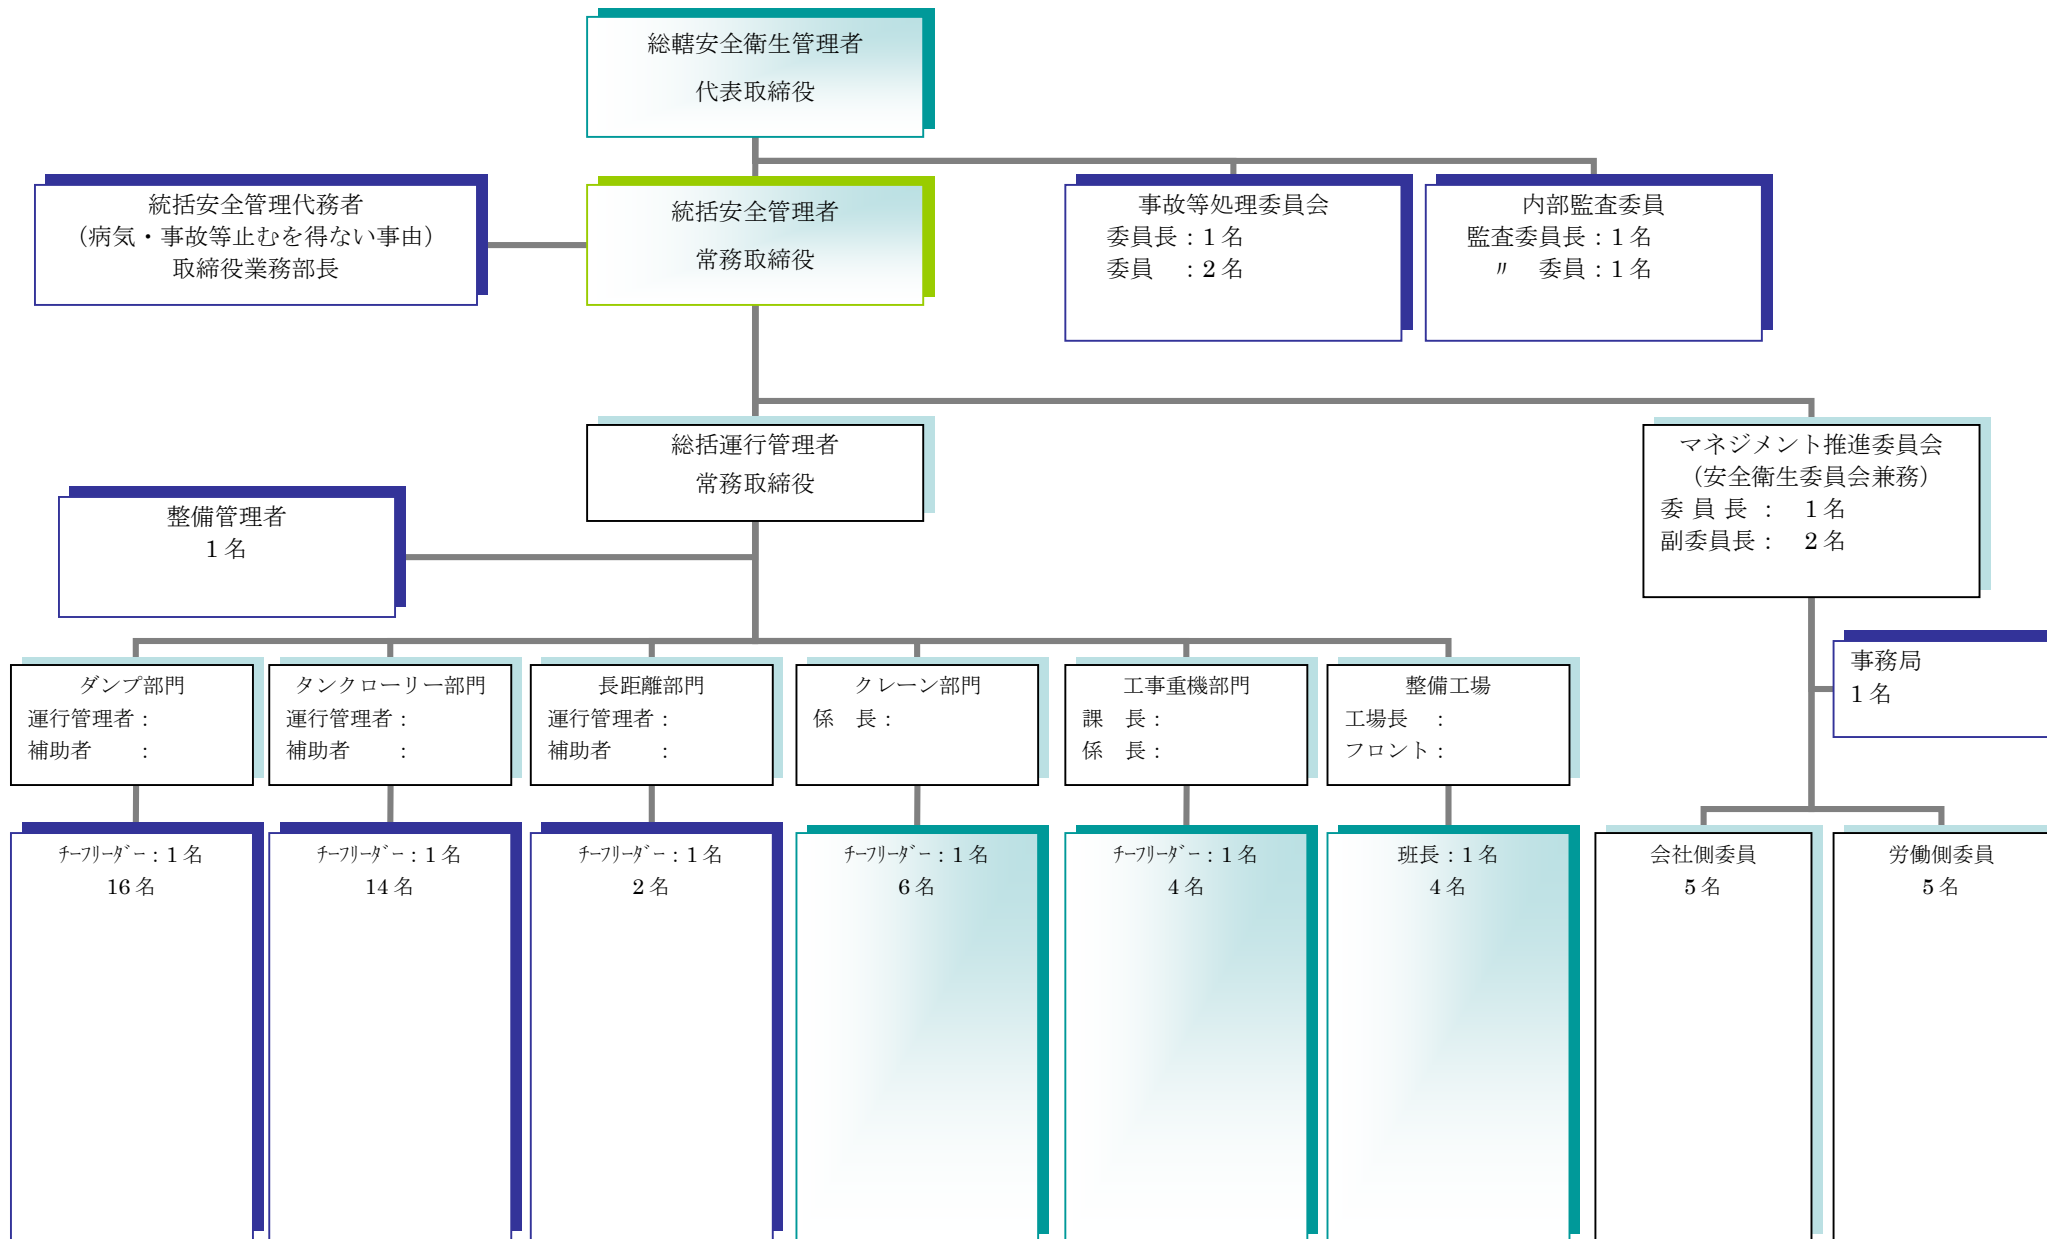 総轄安全衛生管理者
代表取締役
統括安全管理代務者
（病気・事故等止むを得ない事由）
取締役業務部長
統括安全管理者
常務取締役
事故等処理委員会
委員長：1名
委員　：2名
内部監査委員
監査委員長：1名
〃　委員：1名
総括運行管理者
常務取締役
マネジメント推進委員会
（安全衛生委員会兼務）
委 員 長 ：　1名
副委員長：　2名
整備管理者
1名
事務局
1名
ダンプ部門
運行管理者：
補助者　　：
タンクローリー部門
運行管理者：
補助者　　：
長距離部門
運行管理者：
補助者　　：
クレーン部門
係　長：
工事重機部門
課　長：
係　長：
整備工場
工場長　：
フロント：
ﾁｰﾌﾘｰﾀﾞｰ：1名
16名
ﾁｰﾌﾘｰﾀﾞｰ：1名
14名
ﾁｰﾌﾘｰﾀﾞｰ：1名
2名
ﾁｰﾌﾘｰﾀﾞｰ：1名
6名
ﾁｰﾌﾘｰﾀﾞｰ：1名
4名
班長：1名
4名
会社側委員
5名
労働側委員
5名